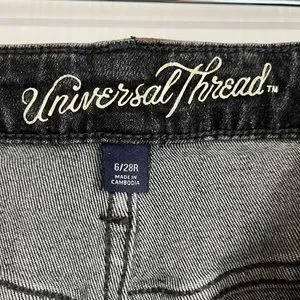 Universal Thread™
6/28R
MADE IN
CAMBODIA